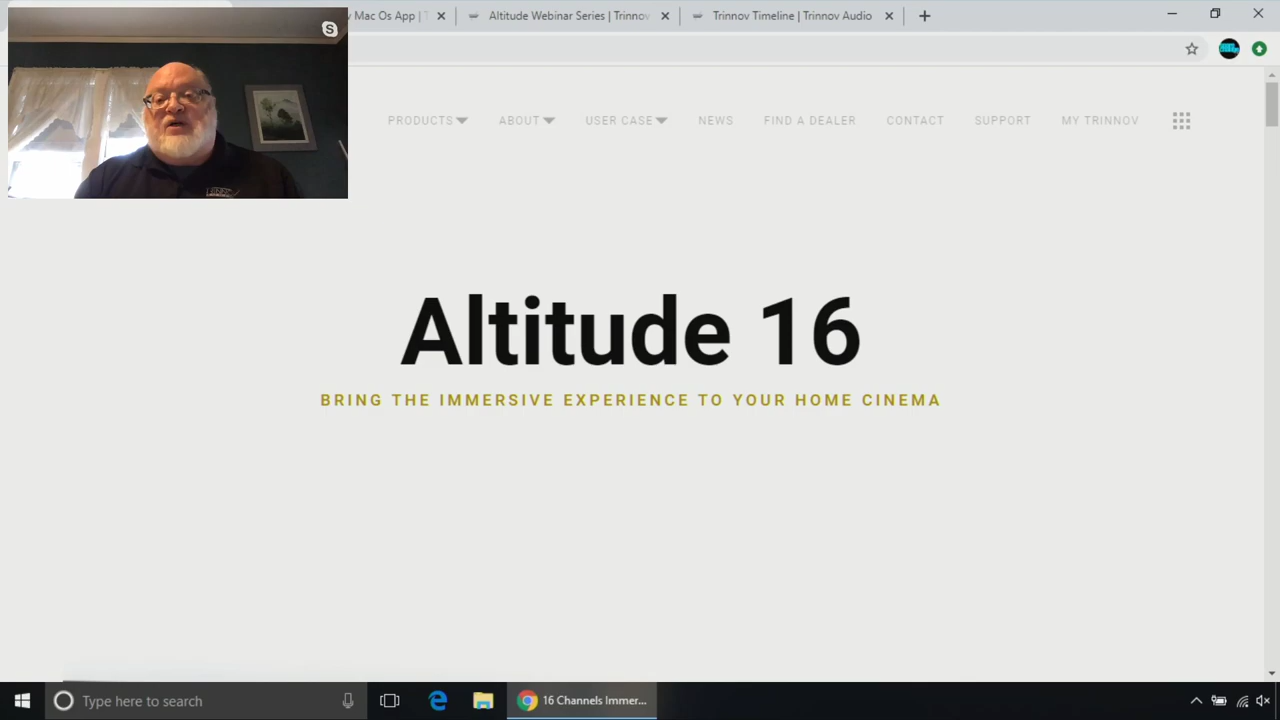 y Mac Os App | T
Altitude Webinar Series | Trinnov
Trinnov Timeline | Trinnov Audio
S
PRODUCTS
ABOUT
USER CASE
NEWS
FIND A DEALER
CONTACT
SUPPORT
MY TRINNOV
Altitude 16
BRING THE IMMERSIVE EXPERIENCE TO YOUR HOME CINEMA
Type here to search
16 Channels Immer...